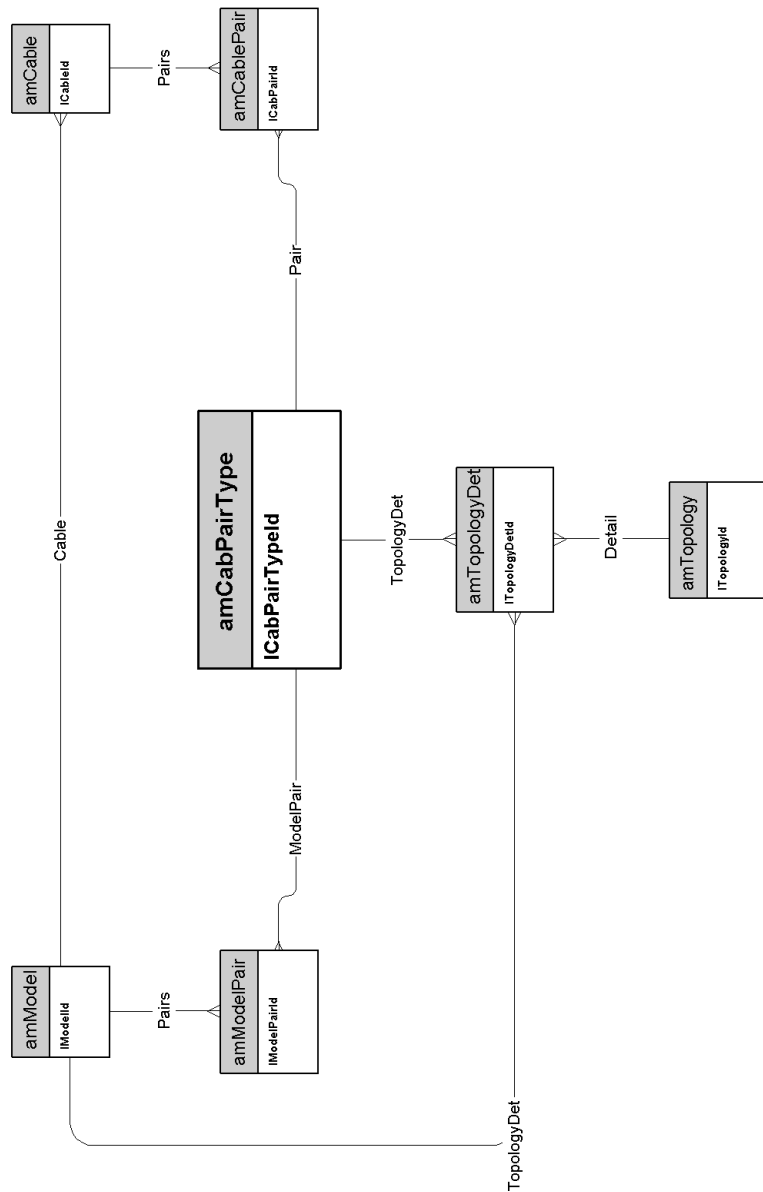 amModel
lModelId
Cable
amCable
lCableId
Pairs
Pairs
amModelPair
lModelPairId
ModelPair
amCabPairType
lCabPairTypeId
Pair
amCablePair
lCabPairId
TopologyDet
amTopologyDet
lTopologyDetId
TopologyDet
Detail
amTopology
lTopologyId